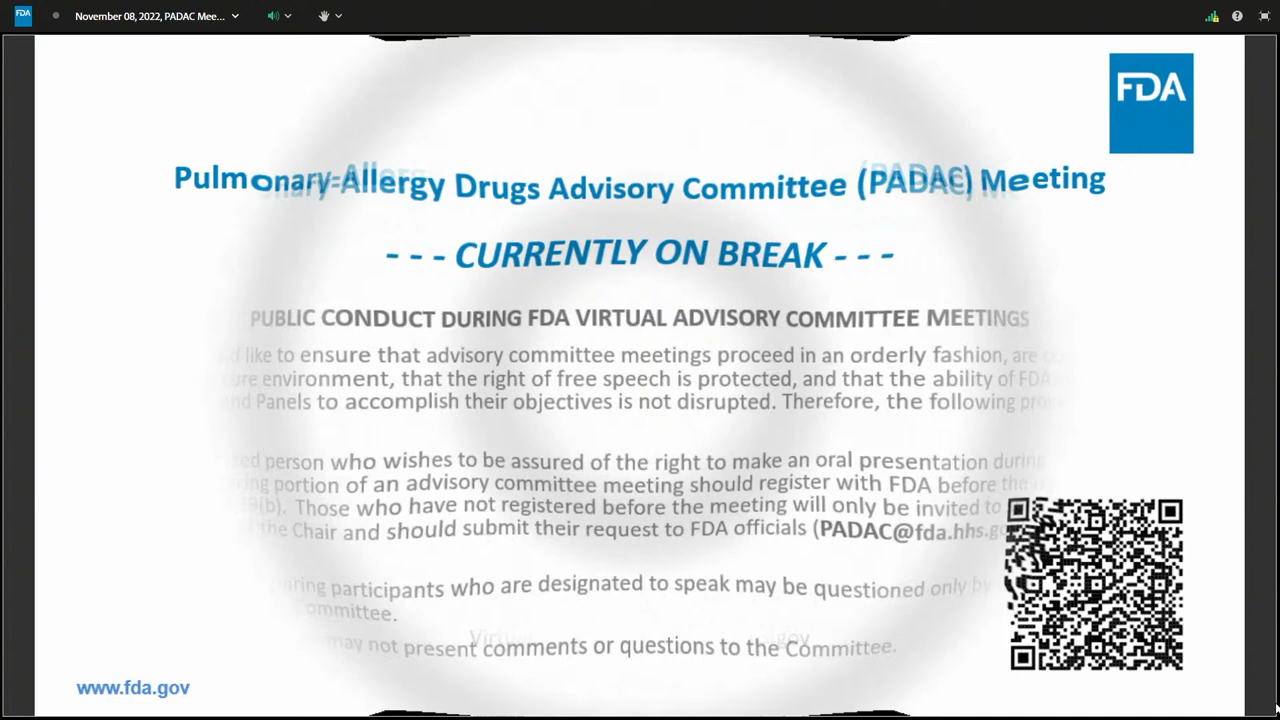 FDA
November 08, 2022, PADAC Mee...
FDA
Pulmonary-Allergy Drugs Advisory Committee (PADAC) Meeting
- - - CURRENTLY ON BREAK - - -
PUBLIC CONDUCT DURING FDA VIRTUAL ADVISORY COMMITTEE MEETINGS
like to ensure that advisory committee meetings proceed in an orderly fashion, are
environment, that the right of free speech is protected, and that the ability of FDA
and Panels to accomplish their objectives is not disrupted. Therefore, the following
person who wishes to be assured of the right to make an oral presentation during
portion of an advisory committee meeting should register with FDA before the
Those who have not registered before the meeting will only be invited to
the Chair and should submit their request to FDA officials (PADAC@fda.hhs.go
participants who are designated to speak may be questioned only by
committee.
may not present comments or questions to the Committee.
www.fda.gov